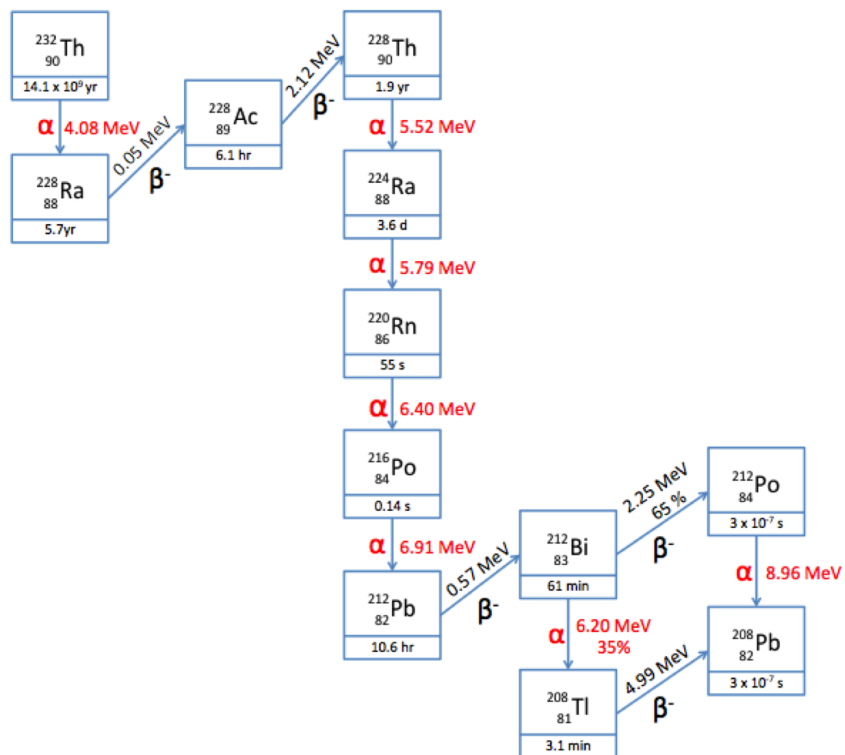 232
90 Th
14.1 x 10⁹ yr
α 4.08 MeV
228
88 Ra
5.7yr
0.05 MeV
β-
228
89 Ac
6.1 hr
2.12 MeV
β-
228
90 Th
1.9 yr
α 5.52 MeV
224
88 Ra
3.6 d
α 5.79 MeV
220
86 Rn
55 s
α 6.40 MeV
216
84 Po
0.14 s
α 6.91 MeV
212
82 Pb
10.6 hr
0.57 MeV
β-
212
83 Bi
61 min
2.25 MeV
65 %
β-
212
84 Po
3 x 10⁻⁷ s
α 8.96 MeV
α 6.20 MeV
35%
208
81 Tl
3.1 min
4.99 MeV
β-
208
82 Pb
3 x 10⁻⁷ s